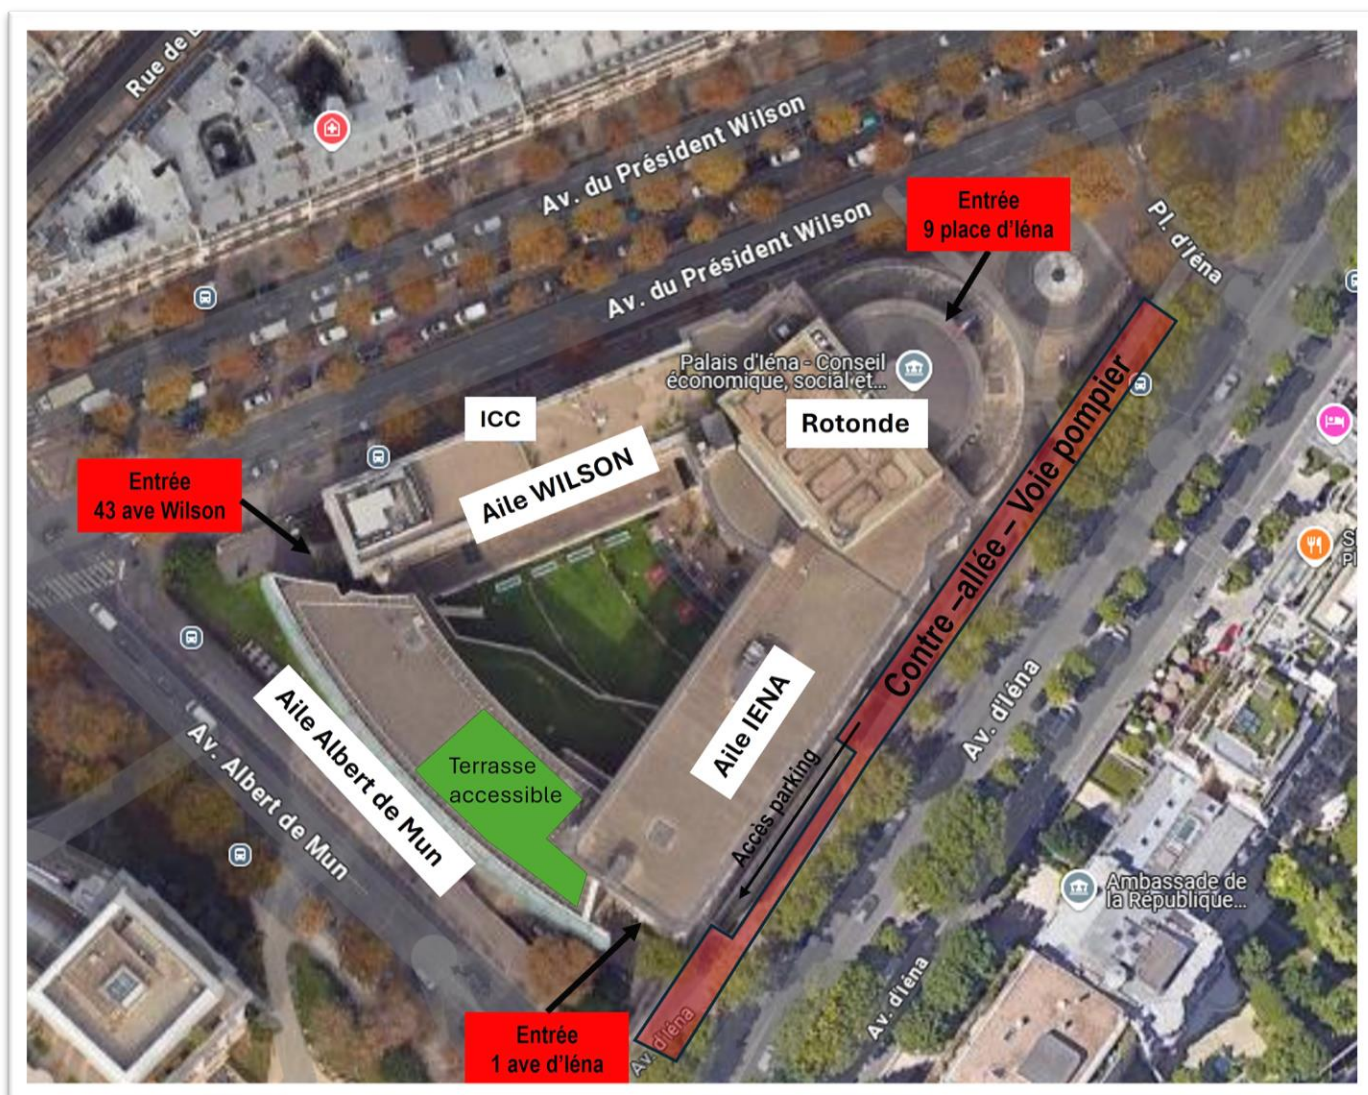 Rue de
Av. du Président Wilson
Av. du Président Wilson
Entrée
9 place d'Iéna
Pl. d'Iéna
Palais d'Iéna - Conseil
économique, social et...
Rotonde
ICC
Aile WILSON
Entrée
43 ave Wilson
Contre –allée – Voie pompier
Aile IENA
Accès parking
Av. d'Iéna
Terrasse
accessible
Aile Albert de Mun
Av. Albert de Mun
Ambassade de
la République...
Av. d'Iéna
Entrée
1 ave d'Iéna
Av. d'Iéna